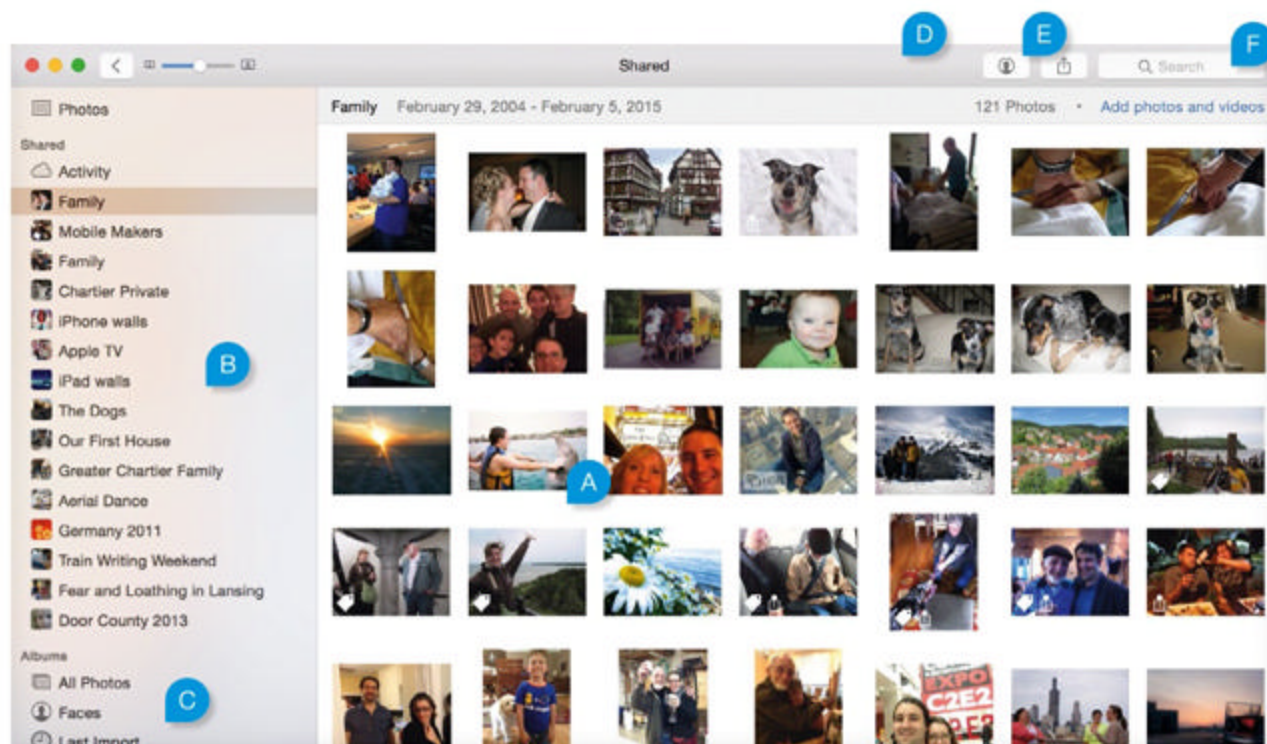 D
E
F
Shared
Search
Photos
Family February 29, 2004 - February 5, 2015
121 Photos · Add photos and videos
Shared
Activity
Family
Mobile Makers
Family
Chartier Private
iPhone walls
Apple TV
B
iPad walls
The Dogs
Our First House
Greater Chartier Family
A
Aerial Dance
Germany 2011
Train Writing Weekend
Fear and Loathing in Lansing
Door County 2013
Albums
All Photos
C
Faces
Last Import
EXPO
C2E2